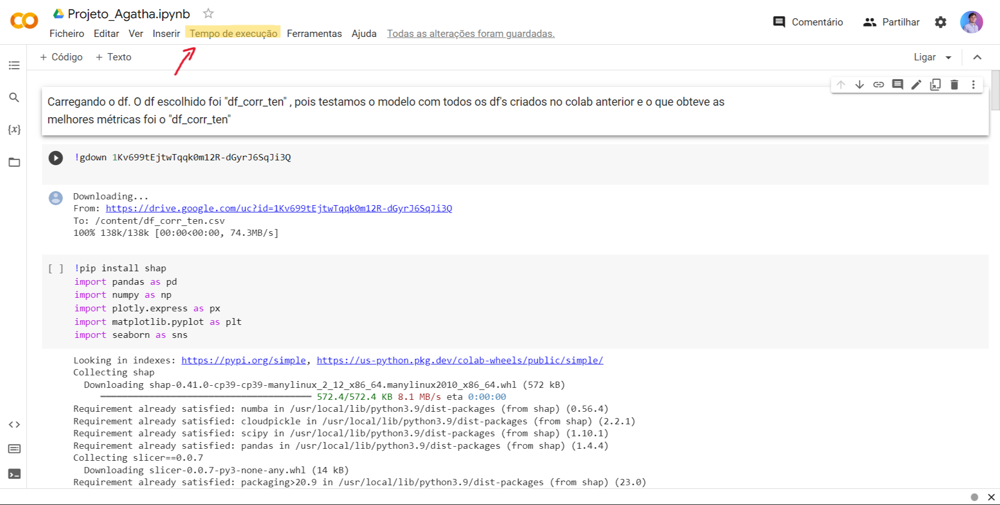 Projeto_Agatha.ipynb
Ficheiro Editar Ver Inserir Tempo de execução Ferramentas Ajuda Todas as alterações foram guardadas.
Comentário Partilhar
+ Código + Texto
Ligar
Carregando o df. O df escolhido foi "df_corr_ten" , pois testamos o modelo com todos os df's criados no colab anterior e o que obteve as
melhores métricas foi o "df_corr_ten"
{x}
!gdown 1Kv699tEjtwTqqk0m12R-dGyrJ6SqJi3Q
Downloading...
From: https://drive.google.com/uc?id=1Kv699tEjtwTqqk0m12R-dGyrJ6SqJi3Q
To: /content/df_corr_ten.csv
100% 138k/138k [00:00<00:00, 74.3MB/s]
[ ] !pip install shap
import pandas as pd
import numpy as np
import plotly.express as px
import matplotlib.pyplot as plt
import seaborn as sns
Looking in indexes: https://pypi.org/simple, https://us-python.pkg.dev/colab-wheels/public/simple/
Collecting shap
Downloading shap-0.41.0-cp39-cp39-manylinux_2_12_x86_64.manylinux2010_x86_64.whl (572 kB)
572.4/572.4 KB 8.1 MB/s eta 0:00:00
Requirement already satisfied: numba in /usr/local/lib/python3.9/dist-packages (from shap) (0.56.4)
Requirement already satisfied: cloudpickle in /usr/local/lib/python3.9/dist-packages (from shap) (2.2.1)
Requirement already satisfied: scipy in /usr/local/lib/python3.9/dist-packages (from shap) (1.10.1)
Requirement already satisfied: pandas in /usr/local/lib/python3.9/dist-packages (from shap) (1.4.4)
Collecting slicer==0.0.7
Downloading slicer-0.0.7-py3-none-any.whl (14 kB)
Requirement already satisfied: packaging>20.9 in /usr/local/lib/python3.9/dist-packages (from shap) (23.0)